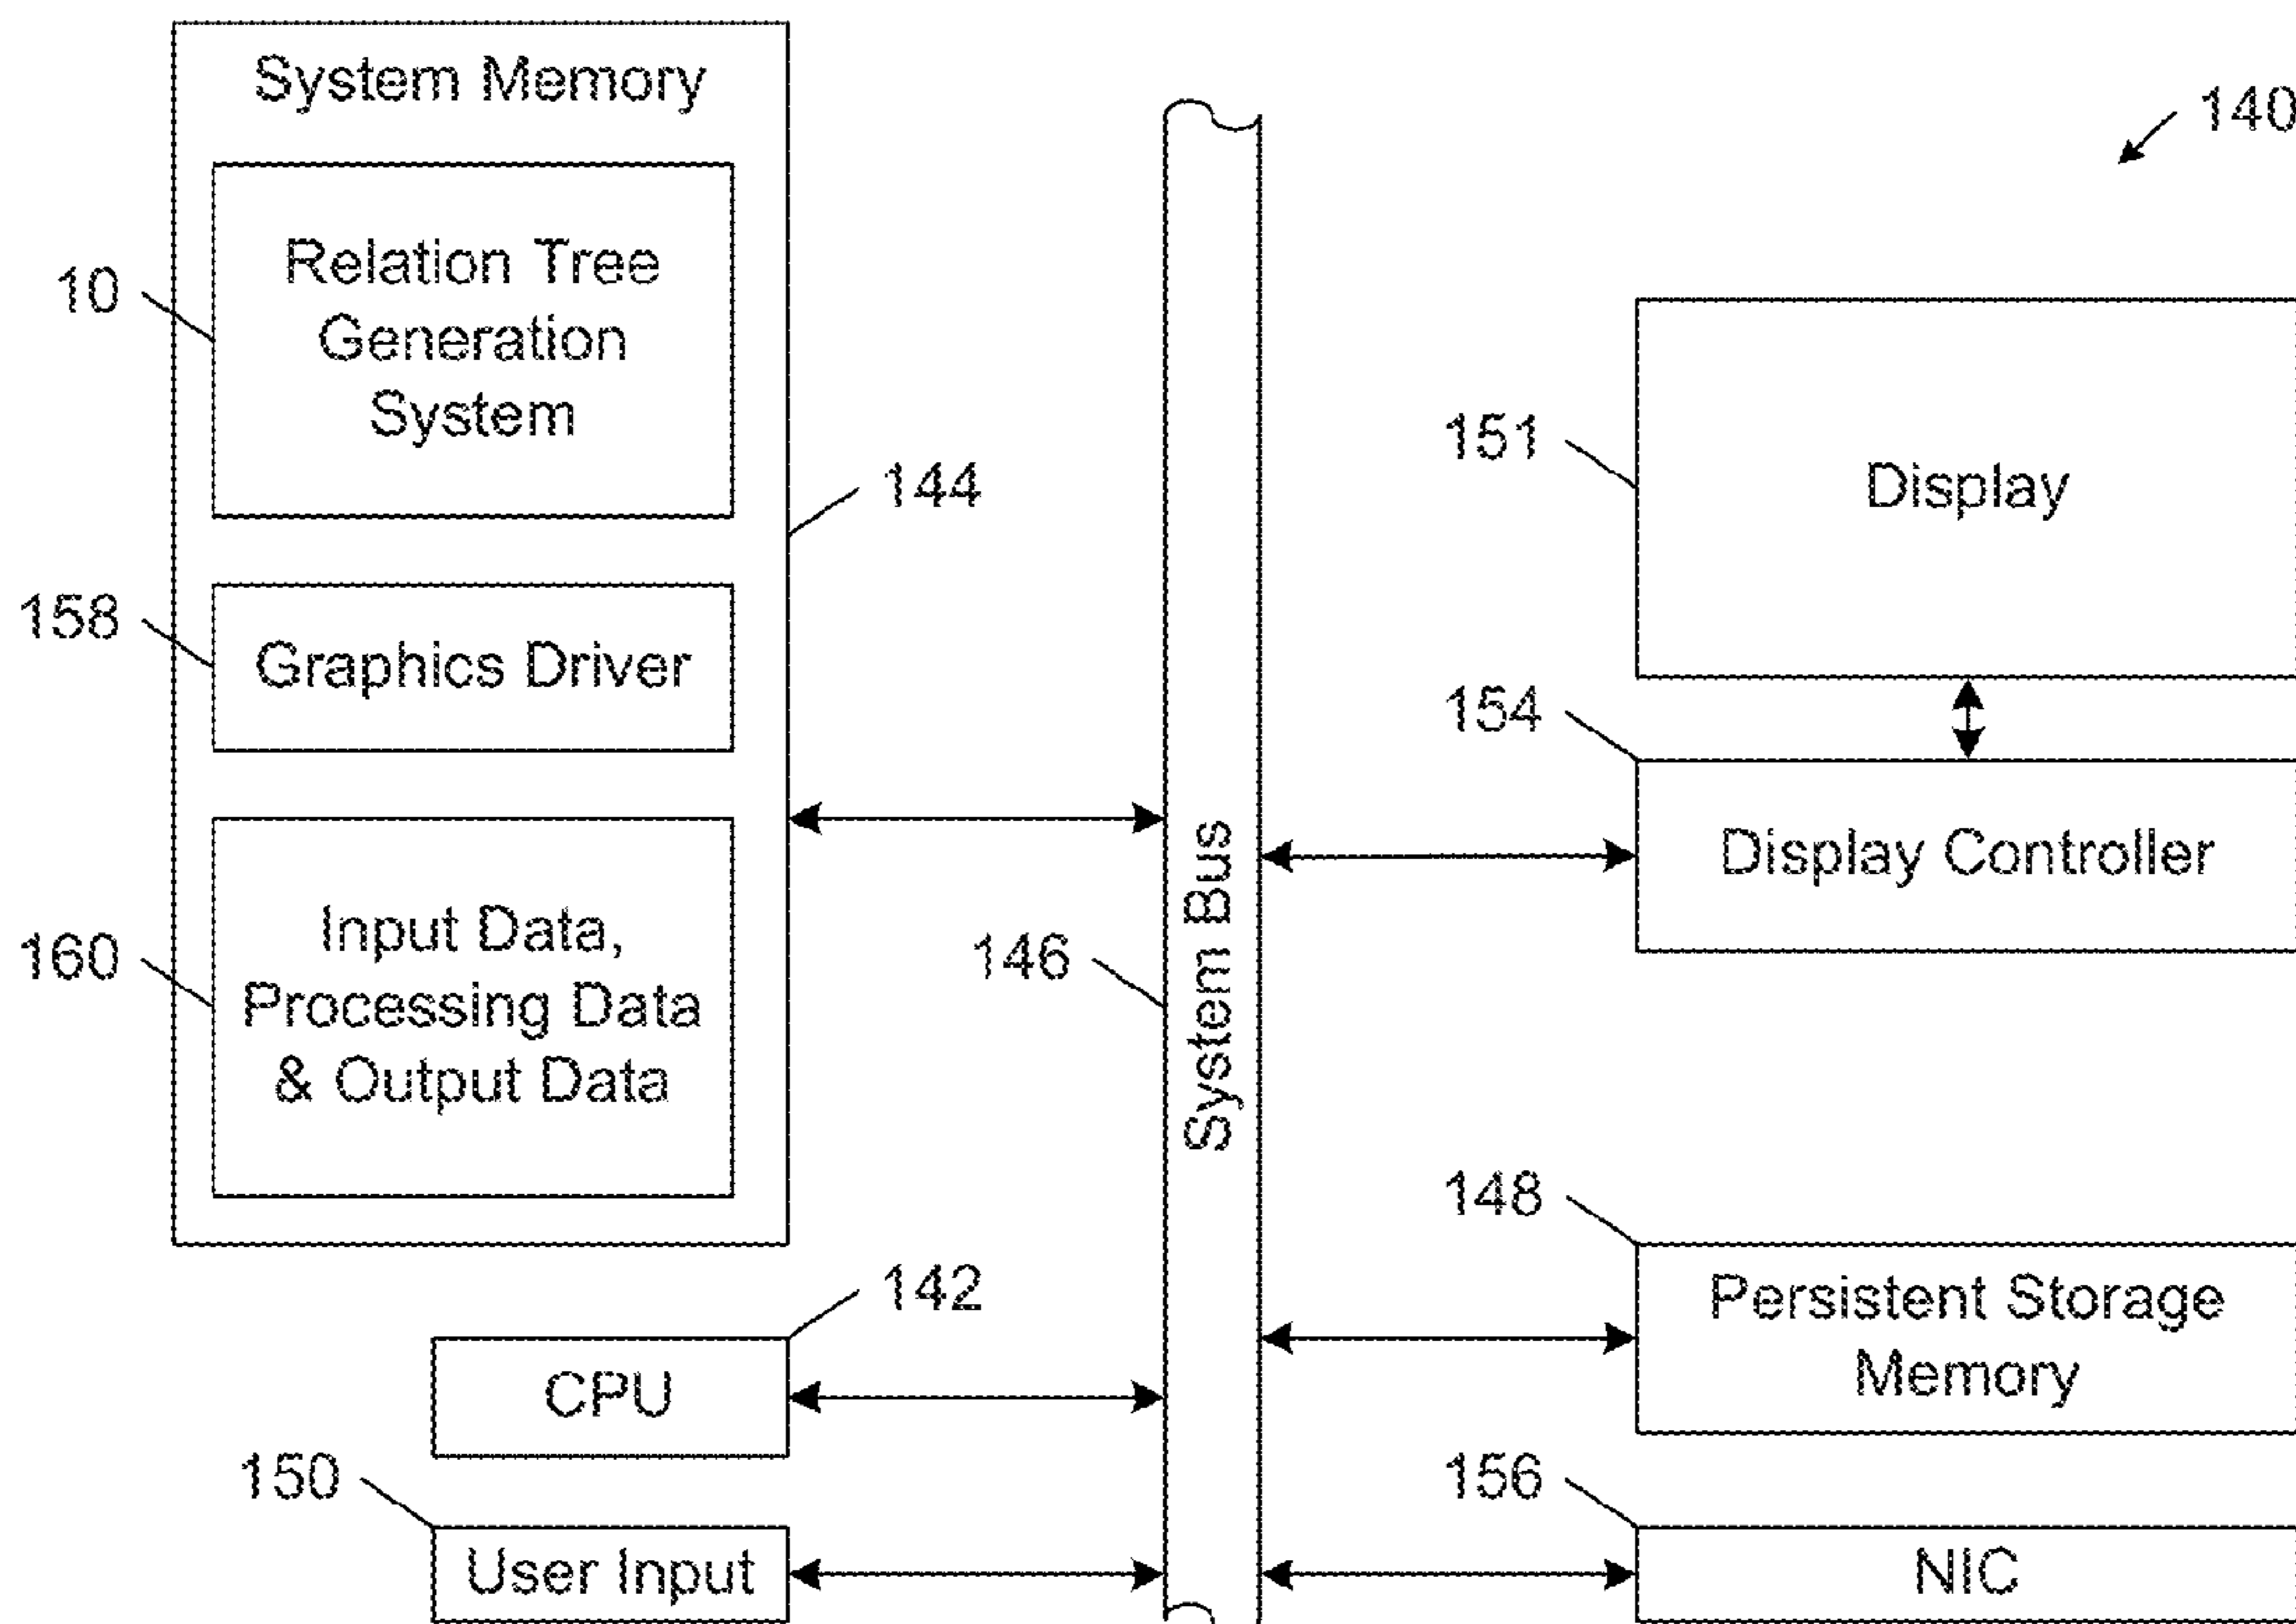 System Memory
140
Relation Tree
Generation
System
10
144
151
Display
158
Graphics Driver
154
Display Controller
Input Data,
Processing Data
& Output Data
160
146
System Bus
148
Persistent Storage
Memory
142
CPU
150
User Input
156
NIC